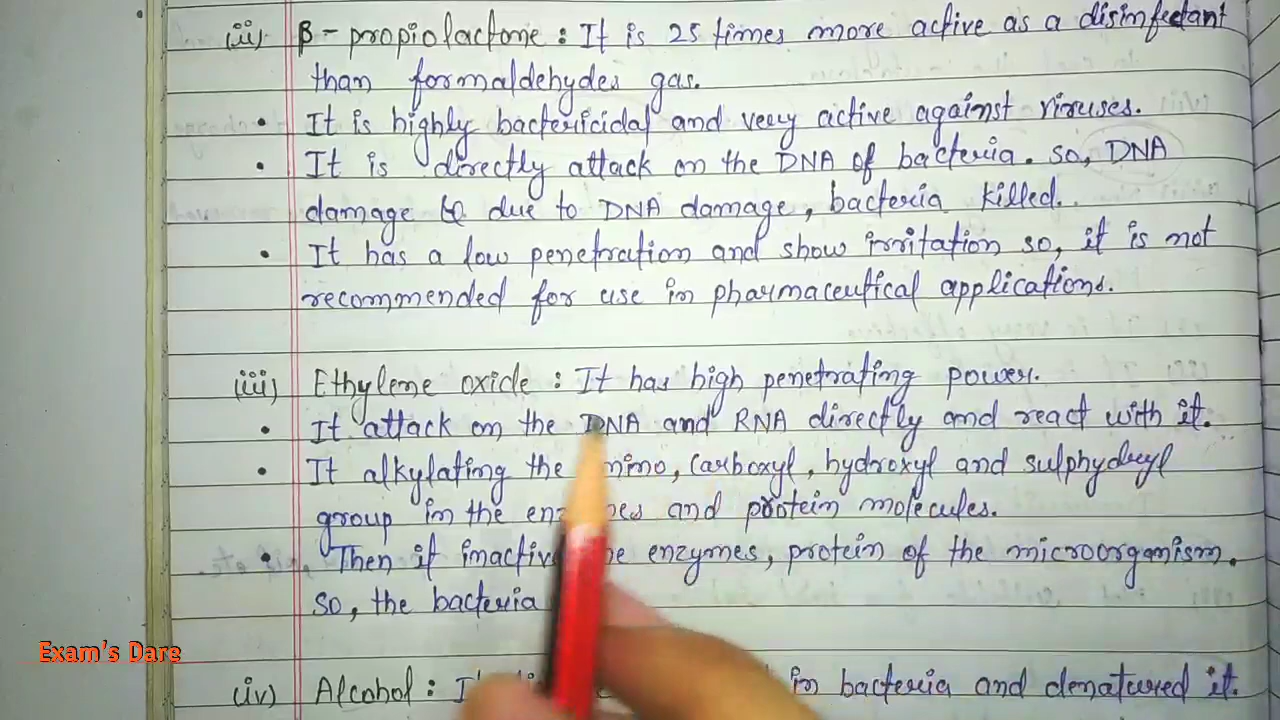 (ii) β - propiolactone : It is 25 times more active as a disinfectant
than formaldehydes gas.
• It is highly bactericidal and very active against viruses.
• It is directly attack on the DNA of bacteria. so, DNA
damage & due to DNA damage, bacteria killed.
• It has a low penetration and show irritation so, it is not
recommended for use in pharmaceutical applications.
(iii) Ethylene oxide : It has high penetrating power.
• It attack on the DNA and RNA directly and react with it.
• It alkylating the amino, carboxyl, hydroxyl and sulphydryl
group in the and protein molecules.
• Then it enzymes, protein of the microorganism.
so, the bacteria
Exam's Dare
(iv) Alcohol : in bacteria and denatured it.